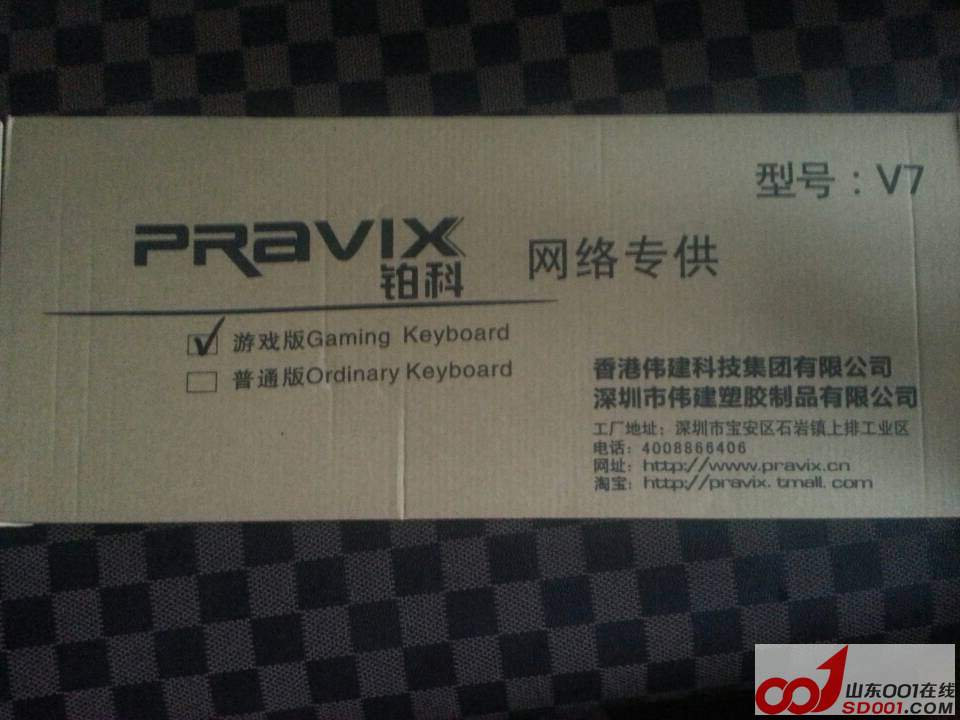 型号：V7
PRAVIX
铂科
网络专供
游戏版Gaming Keyboard
普通版Ordinary Keyboard
香港伟建科技集团有限公司
深圳市伟建塑胶制品有限公司
工厂地址：深圳市宝安区石岩镇上排工业区
电话：4008866406
网址：http://www.pravix.cn
淘宝：http://pravix.tmall.com
山东001在线
SD001.COM